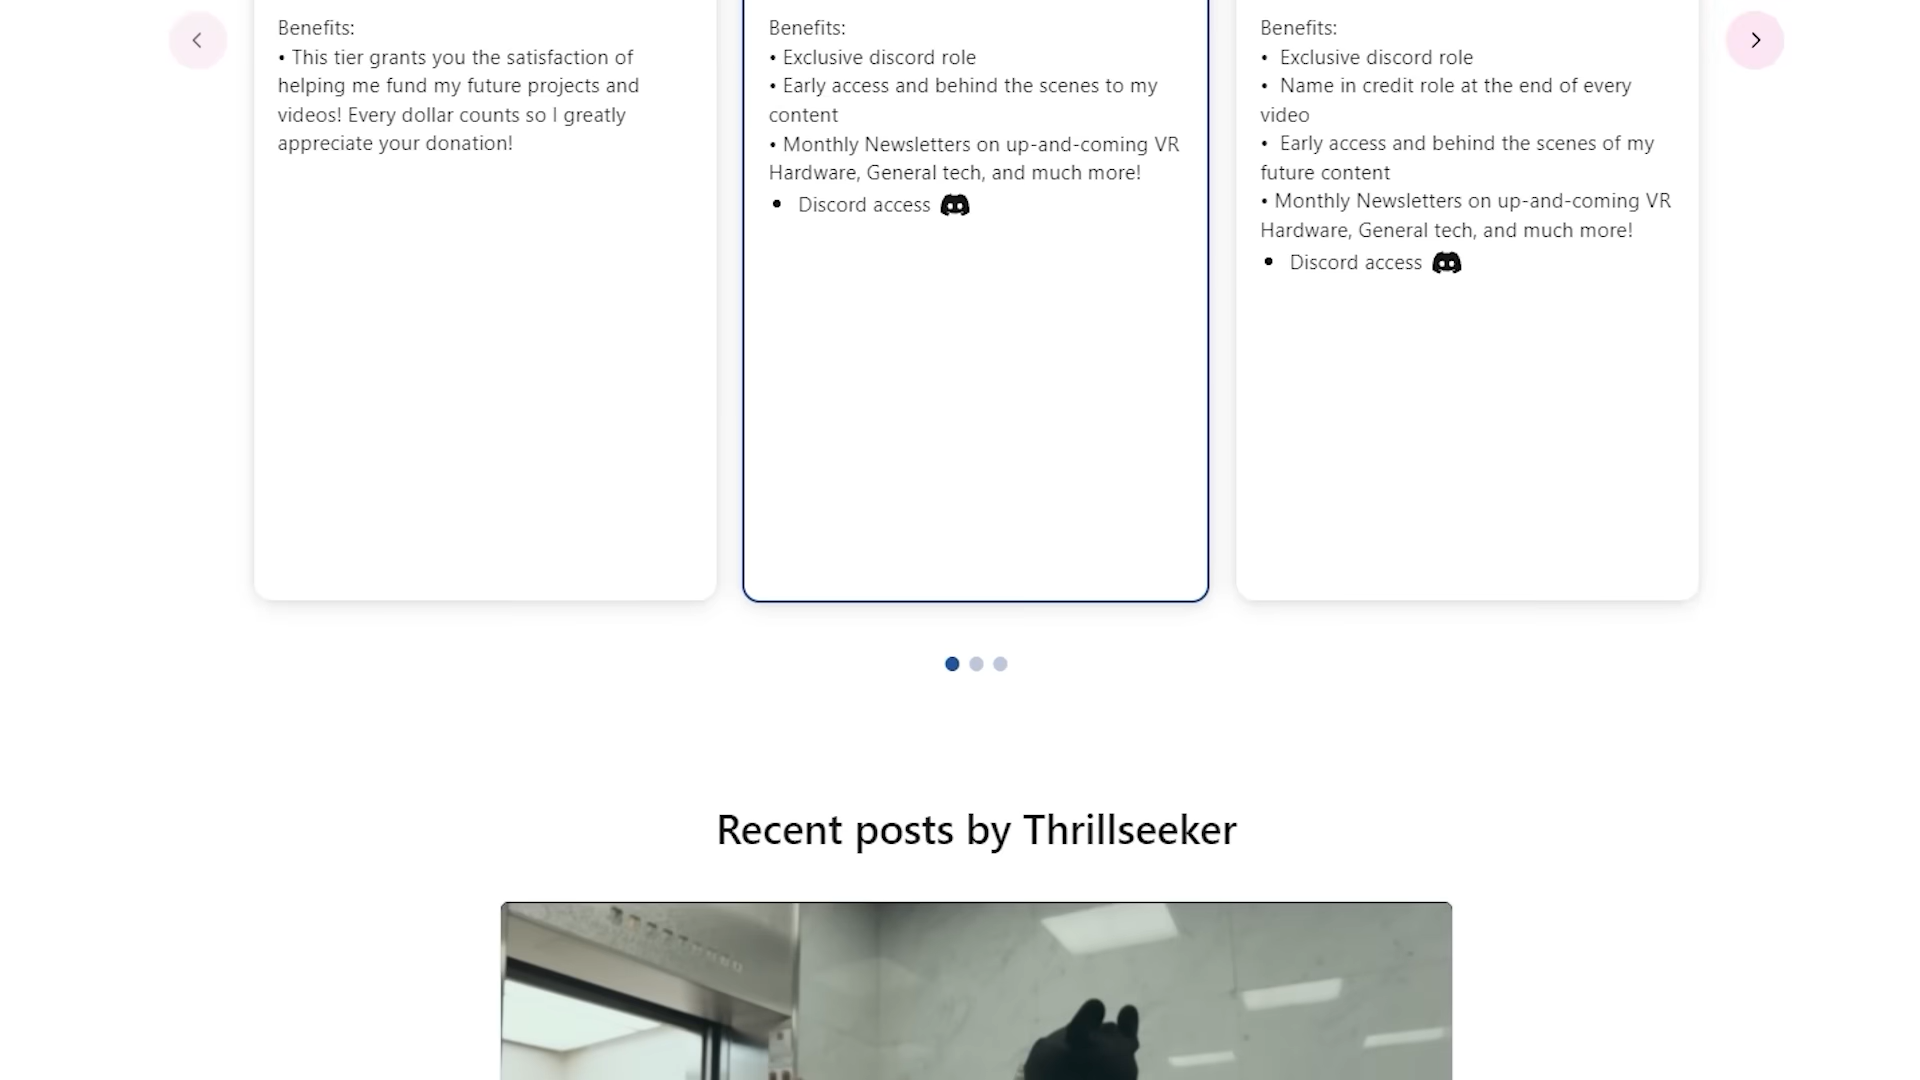 Benefits:
• This tier grants you the satisfaction of
helping me fund my future projects and
videos! Every dollar counts so I greatly
appreciate your donation!
Benefits:
• Exclusive discord role
• Early access and behind the scenes to my
content
• Monthly Newsletters on up-and-coming VR
Hardware, General tech, and much more!
• Discord access
Benefits:
• Exclusive discord role
• Name in credit role at the end of every
video
• Early access and behind the scenes of my
future content
• Monthly Newsletters on up-and-coming VR
Hardware, General tech, and much more!
• Discord access
Recent posts by Thrillseeker